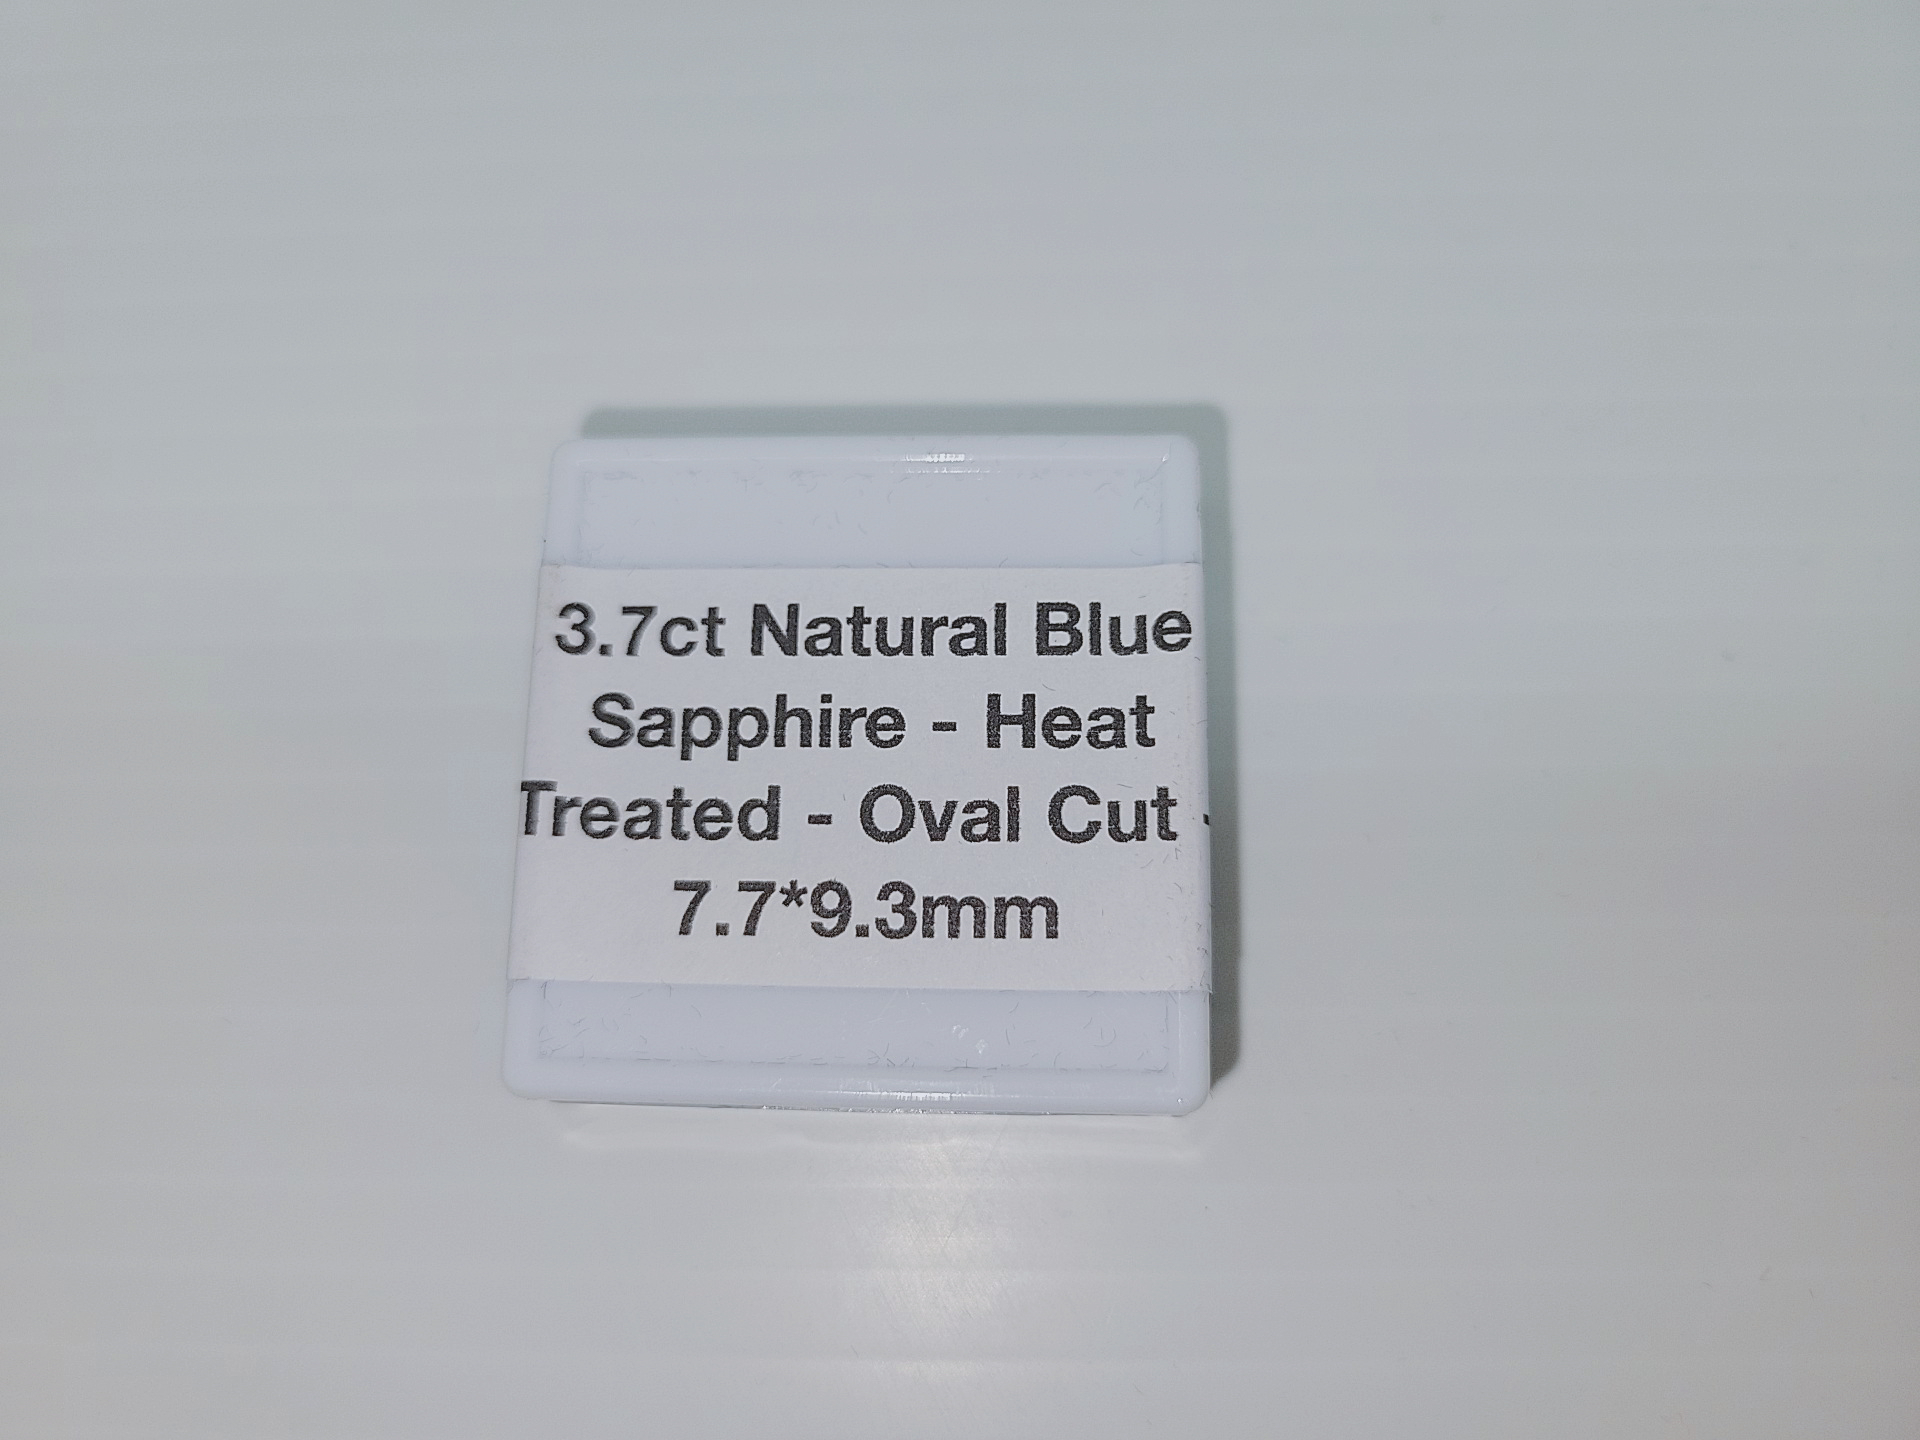 3.7ct Natural Blue
Sapphire - Heat
Treated - Oval Cut -
7.7*9.3mm